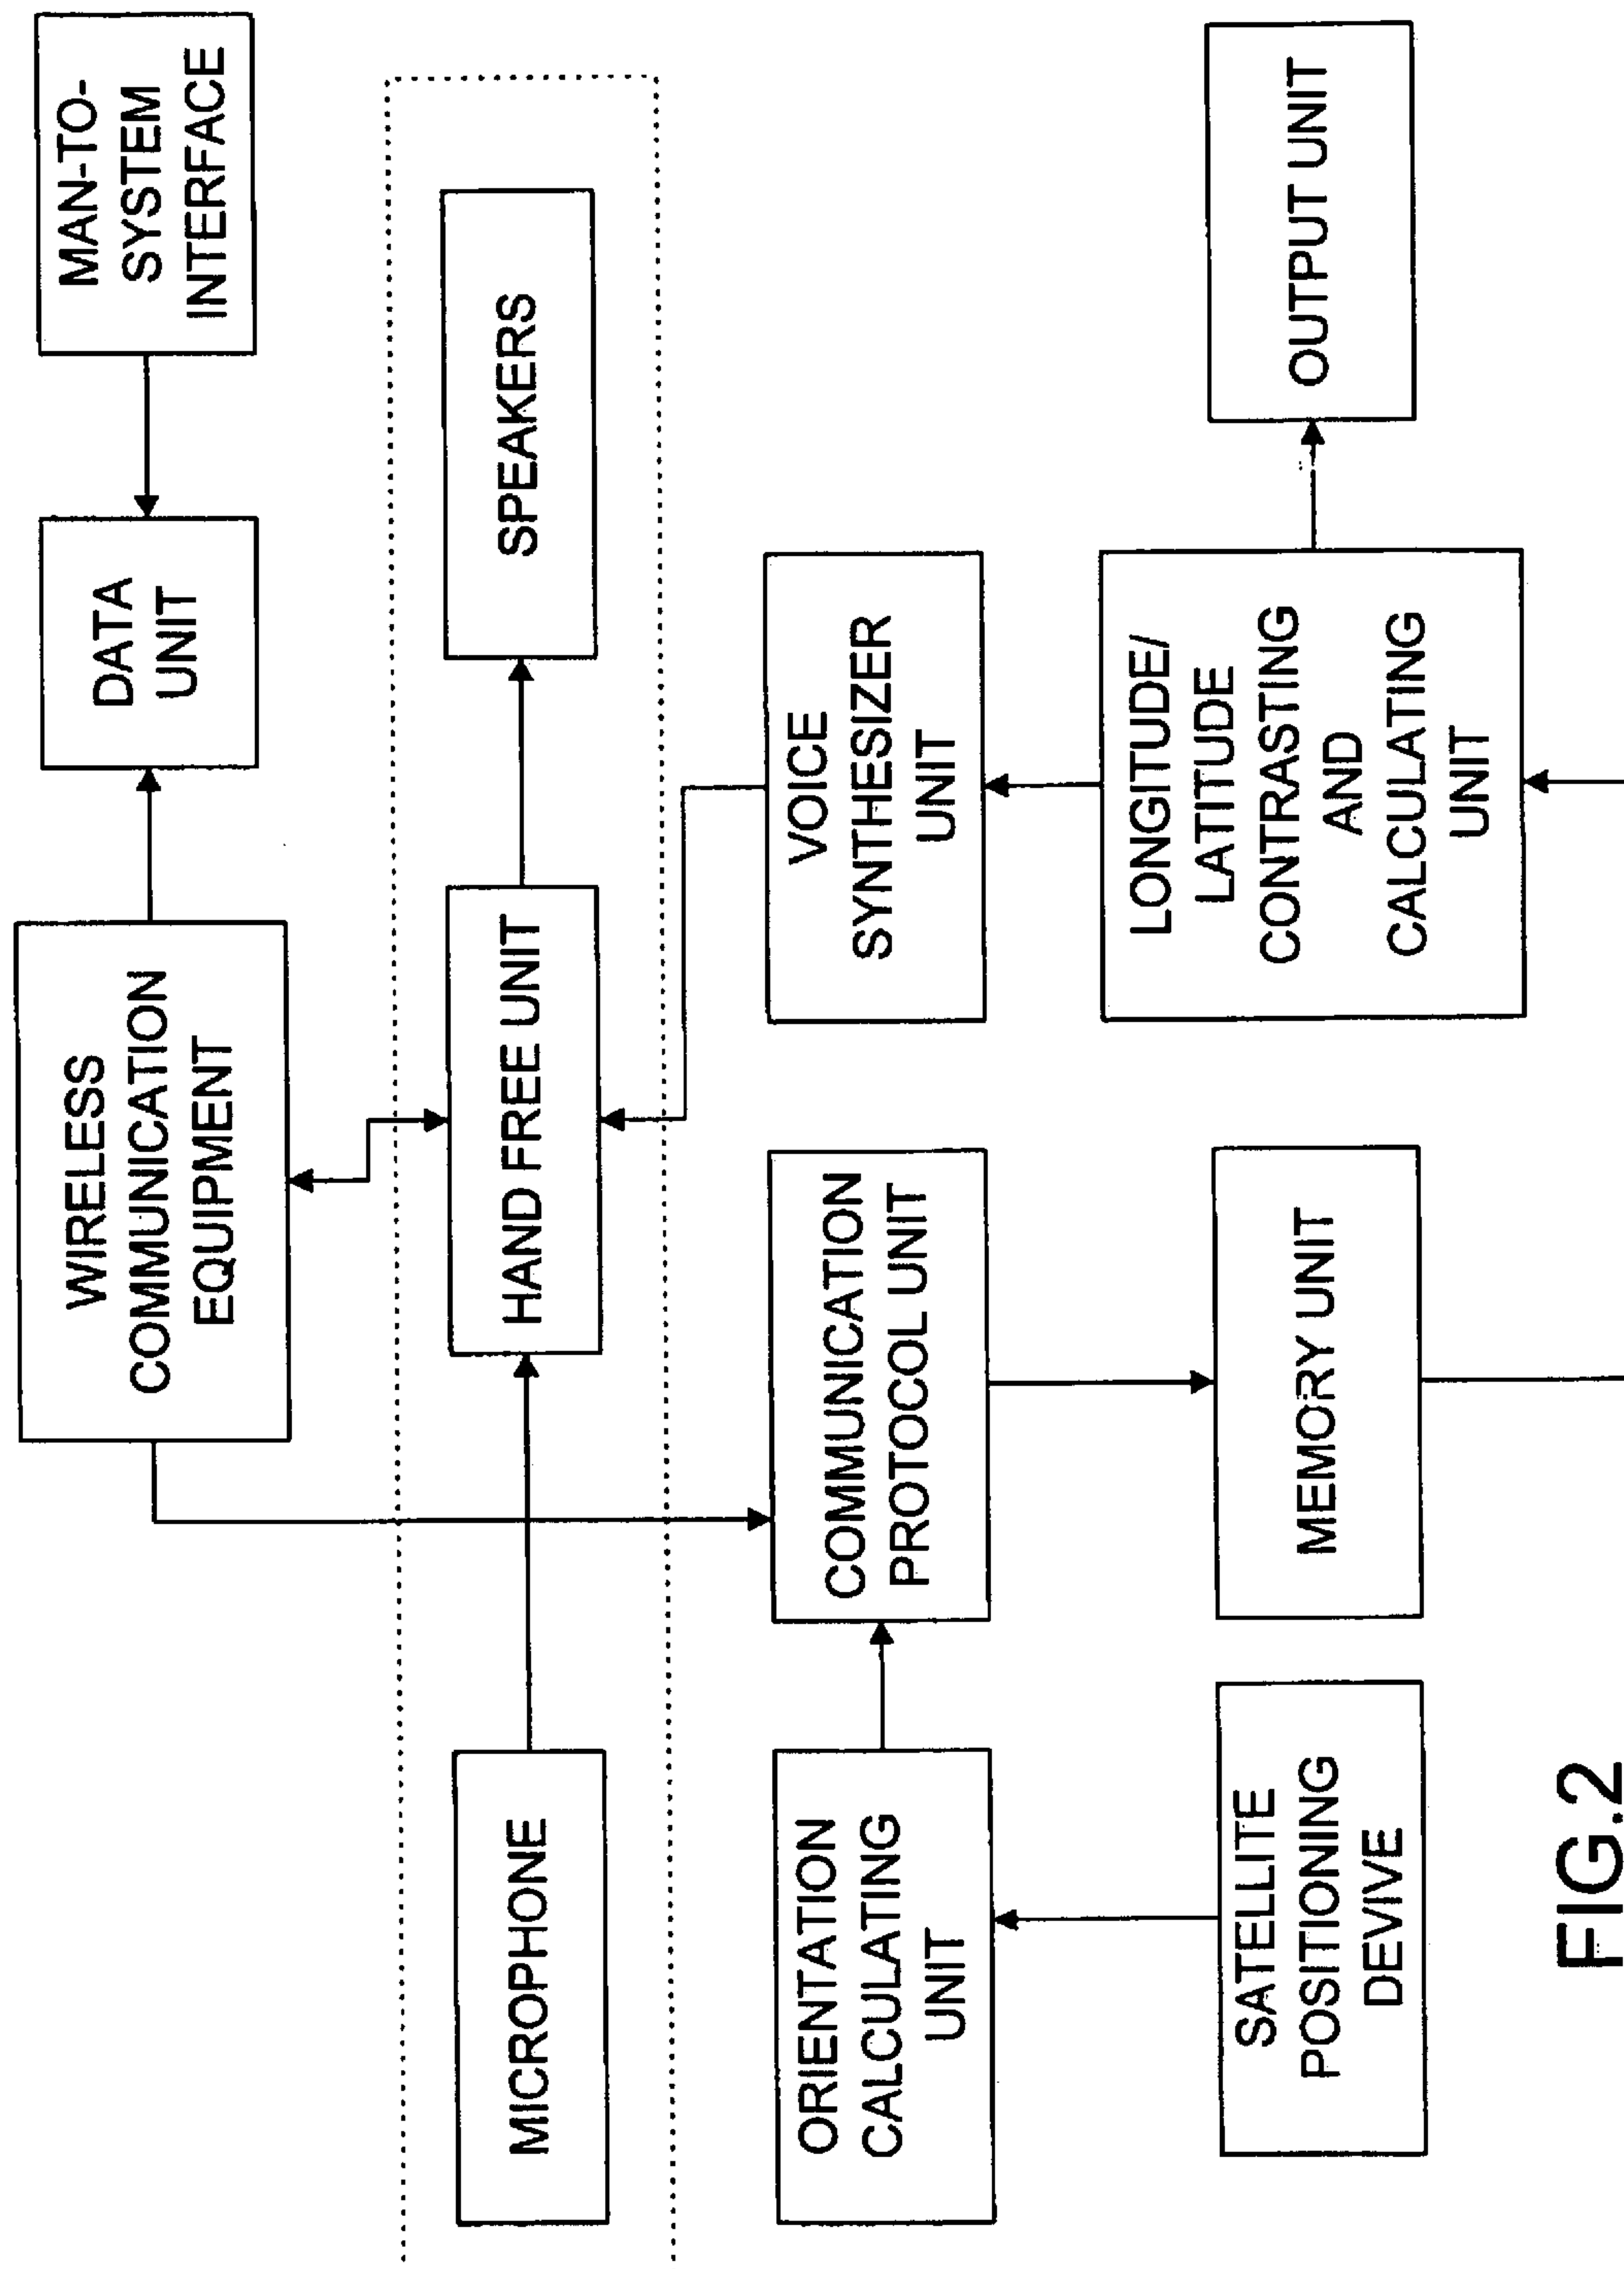 WIRELESS
COMMUNICATION
EQUIPMENT
DATA
UNIT
MAN-TO-
SYSTEM
INTERFACE
MICROPHONE
HAND FREE UNIT
SPEAKERS
ORIENTATION
CALCULATING
UNIT
COMMUNICATION
PROTOCOL UNIT
VOICE
SYNTHESIZER
UNIT
SATELLITE
POSITIONING
DEVIVE
MEMORY UNIT
LONGITUDE/
LATITUDE
CONTRASTING
AND
CALCULATING
UNIT
OUTPUT UNIT
FIG.2